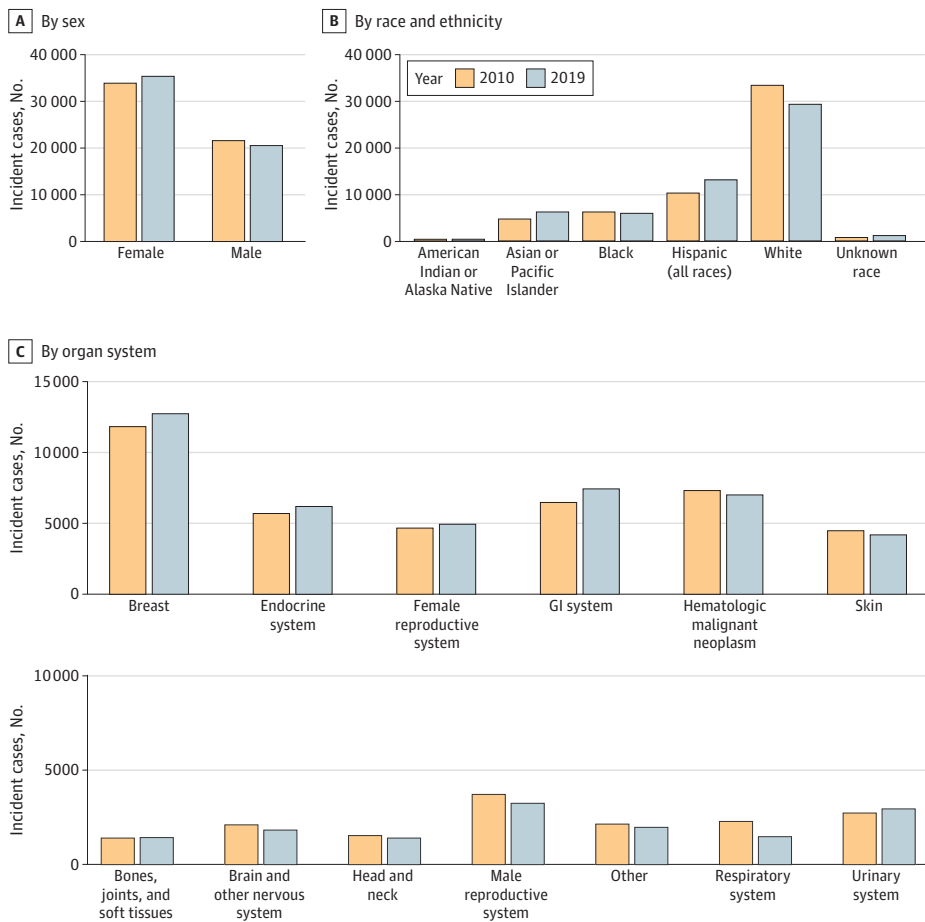 A By sex
40 000
30 000
20 000
10 000
0
Incident cases, No.
Female
Male
B By race and ethnicity
40 000
30 000
20 000
10 000
0
Incident cases, No.
Year 2010 2019
American
Indian or
Alaska Native
Asian or
Pacific
Islander
Black
Hispanic
(all races)
White
Unknown
race
C By organ system
15 000
10 000
5000
0
Incident cases, No.
Breast
Endocrine
system
Female
reproductive
system
GI system
Hematologic
malignant
neoplasm
Skin
10 000
5000
0
Incident cases, No.
Bones,
joints, and
soft tissues
Brain and
other nervous
system
Head and
neck
Male
reproductive
system
Other
Respiratory
system
Urinary
system